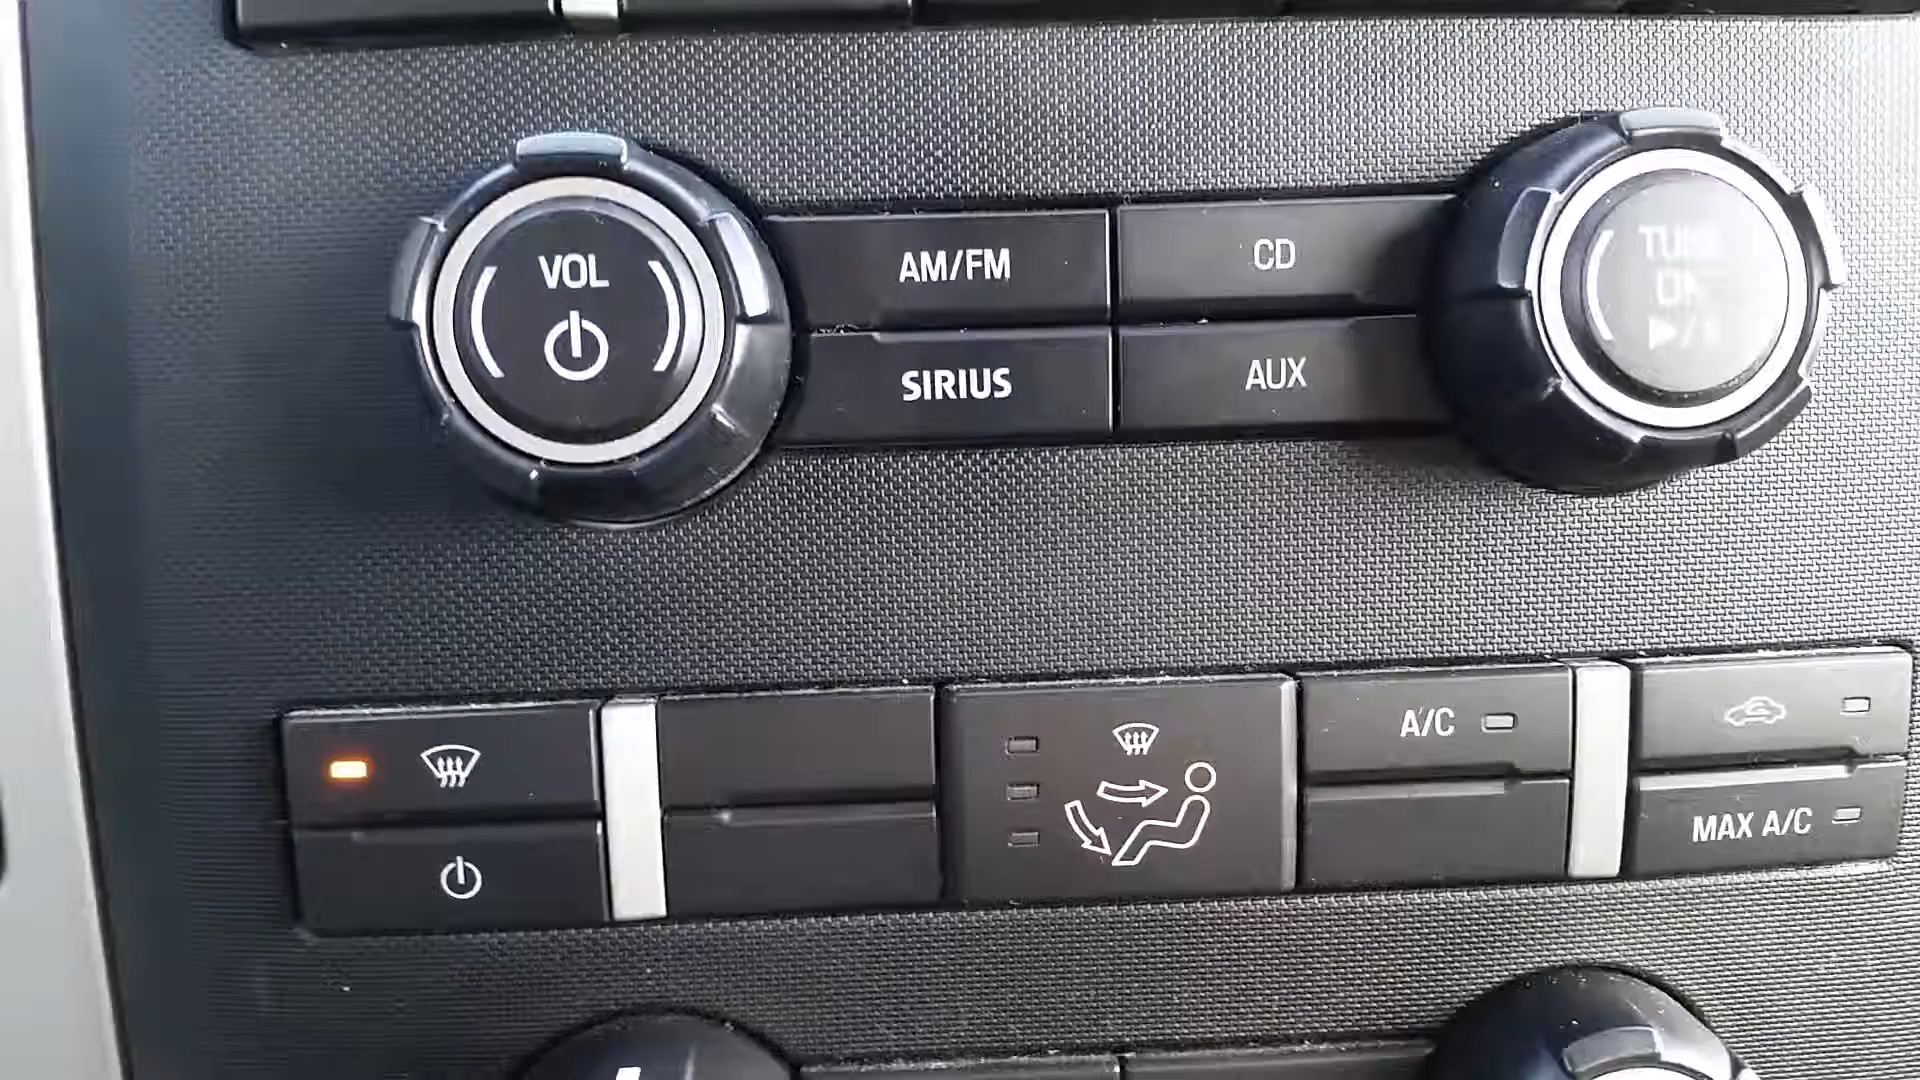 VOL
AM/FM
CD
SIRIUS
AUX
A/C
MAX A/C